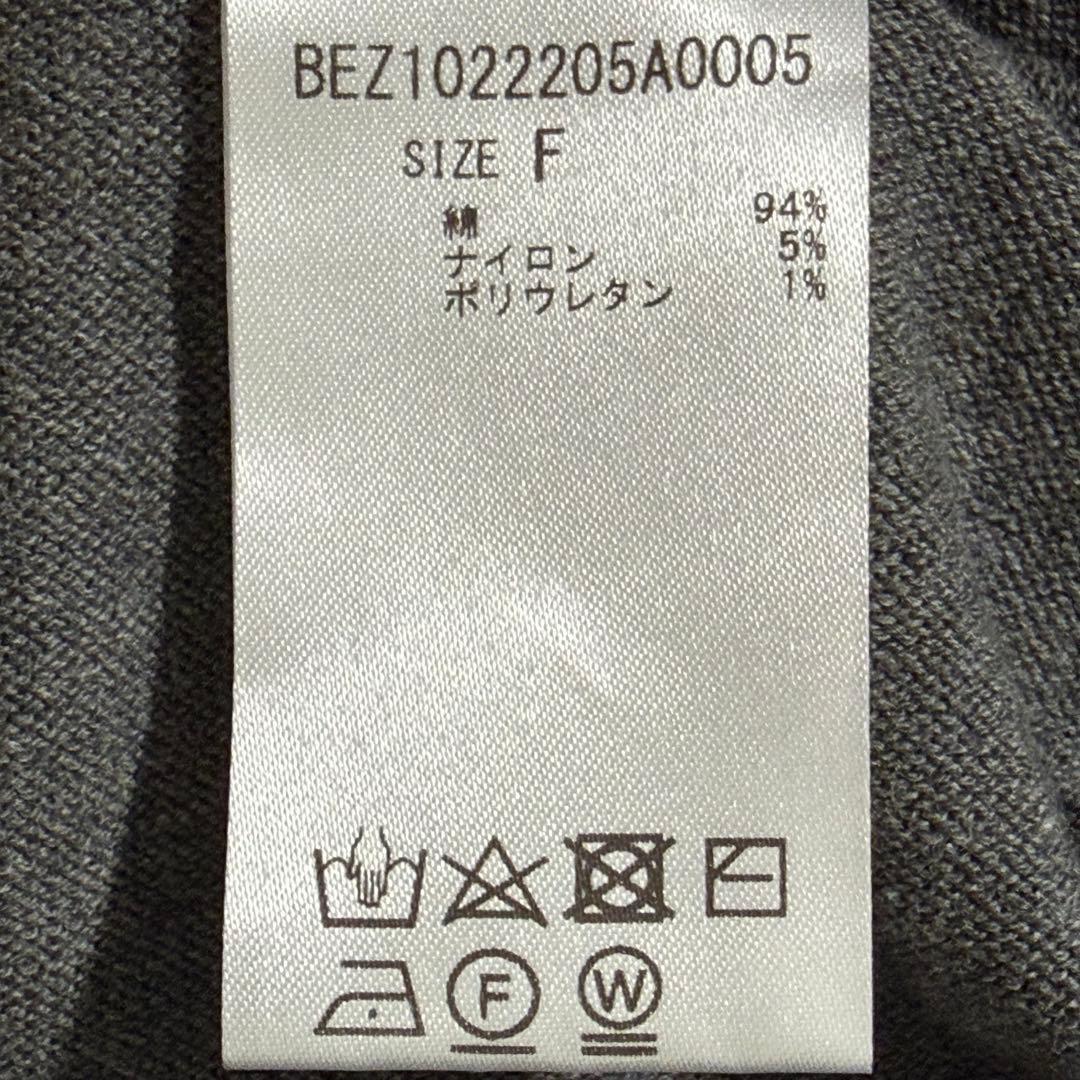 BEZ1022205A0005
SIZE F
綿 94%
ナイロン 5%
ポリウレタン 1%
F W